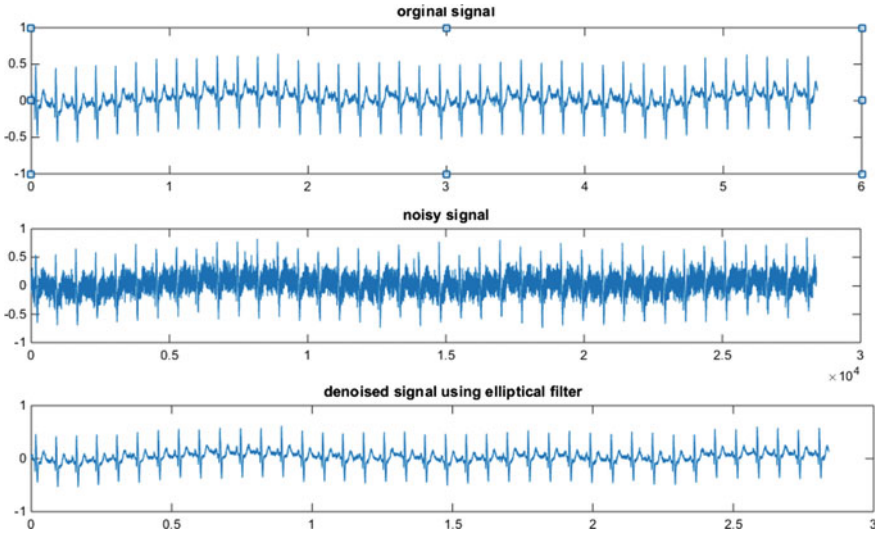 orginal signal
1
0.5
0
-0.5
-1
0 1 2 3 4 5 6
noisy signal
1
0.5
0
-0.5
-1
0 0.5 1 1.5 2 2.5 3
×10⁴
denoised signal using elliptical filter
1
0
-1
0 0.5 1 1.5 2 2.5 3